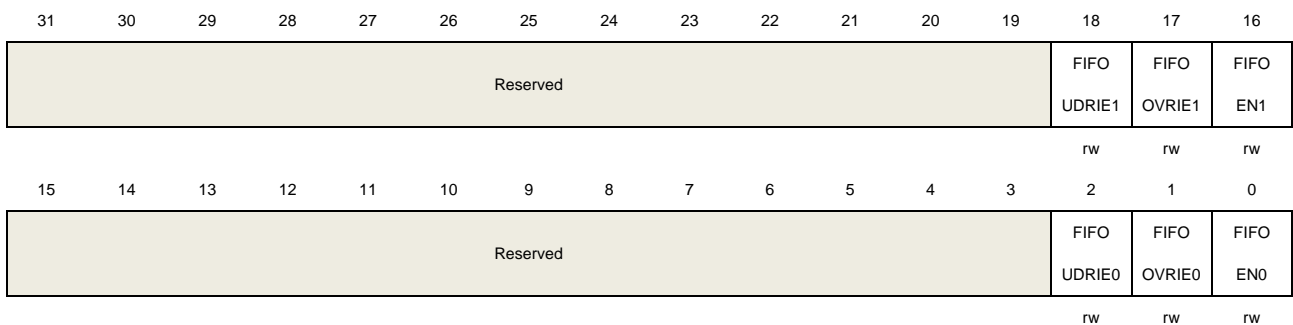 31 30 29 28 27 26 25 24 23 22 21 20 19 18 17 16
Reserved
FIFO UDRIE1
FIFO OVRIE1
FIFO EN1
rw rw rw
15 14 13 12 11 10 9 8 7 6 5 4 3 2 1 0
Reserved
FIFO UDRIE0
FIFO OVRIE0
FIFO EN0
rw rw rw